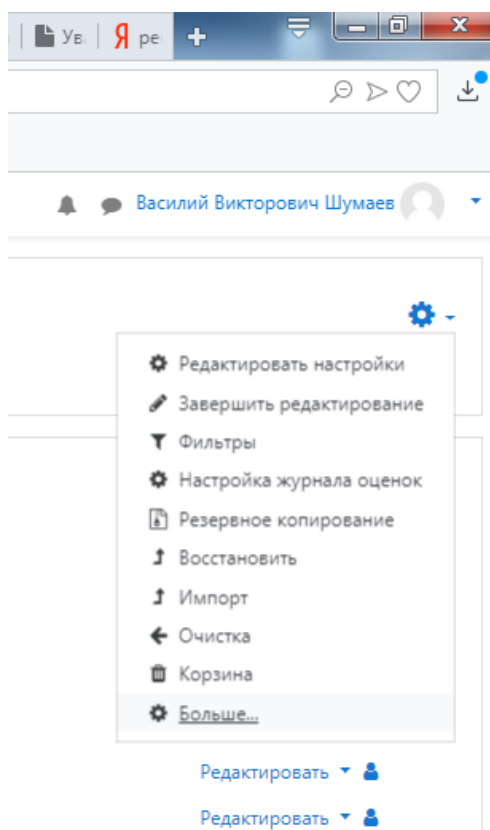 Ув
Я ре
Василий Викторович Шумаев
Редактировать настройки
Завершить редактирование
Фильтры
Настройка журнала оценок
Резервное копирование
Восстановить
Импорт
Очистка
Корзина
Больше...
Редактировать
Редактировать